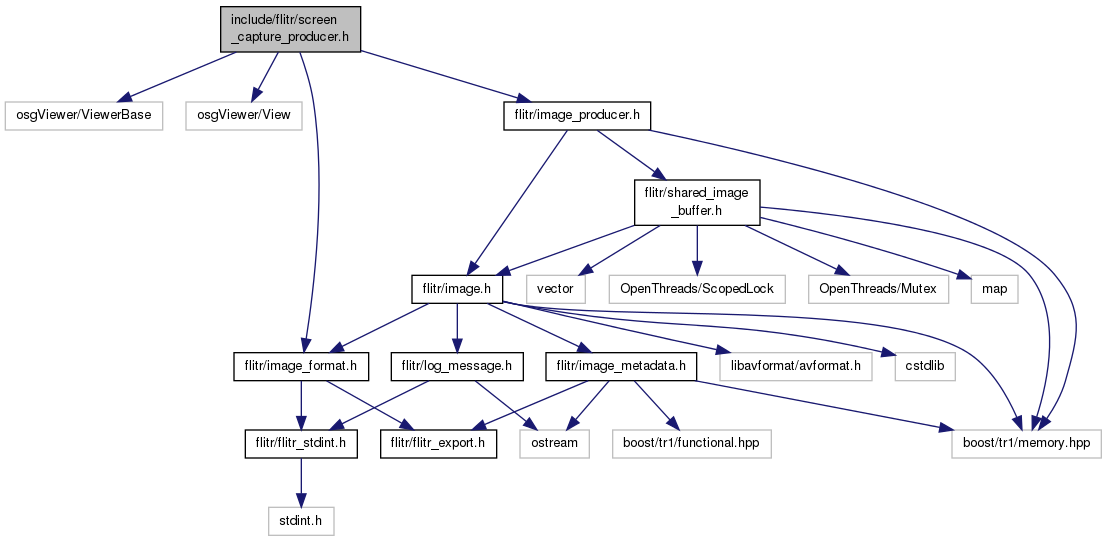 include/flitr/screen
_capture_producer.h
osgViewer/ViewerBase
osgViewer/View
flitr/image_producer.h
flitr/shared_image
_buffer.h
flitr/image.h
vector
OpenThreads/ScopedLock
OpenThreads/Mutex
map
flitr/image_format.h
flitr/log_message.h
flitr/image_metadata.h
libavformat/avformat.h
cstdlib
flitr/flitr_stdint.h
flitr/flitr_export.h
ostream
boost/tr1/functional.hpp
boost/tr1/memory.hpp
stdint.h